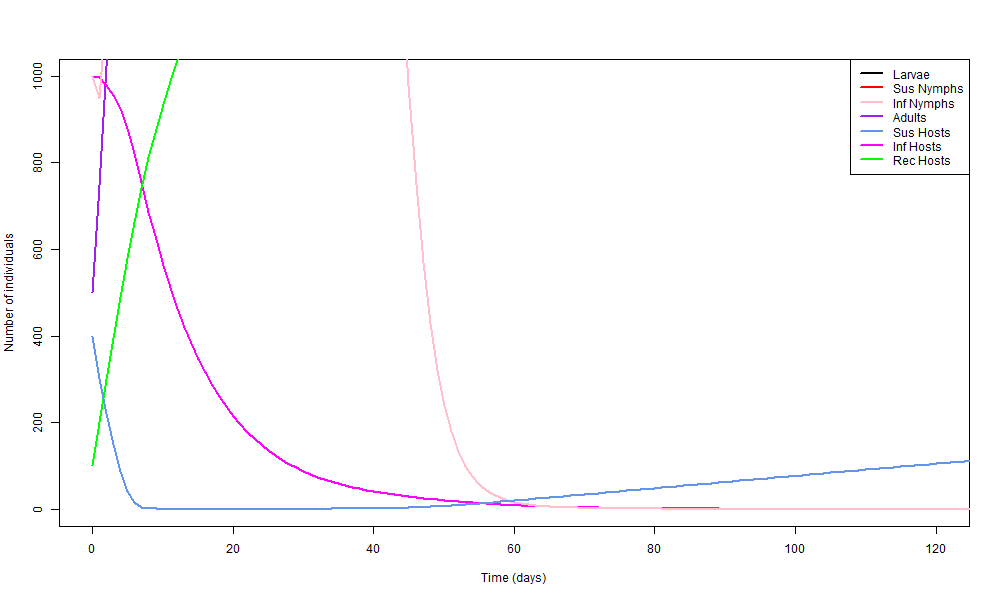 Larvae
Sus Nymphs
Inf Nymphs
Adults
Sus Hosts
Inf Hosts
Rec Hosts
Number of individuals
1000
800
600
400
200
0
0 20 40 60 80 100 120
Time (days)